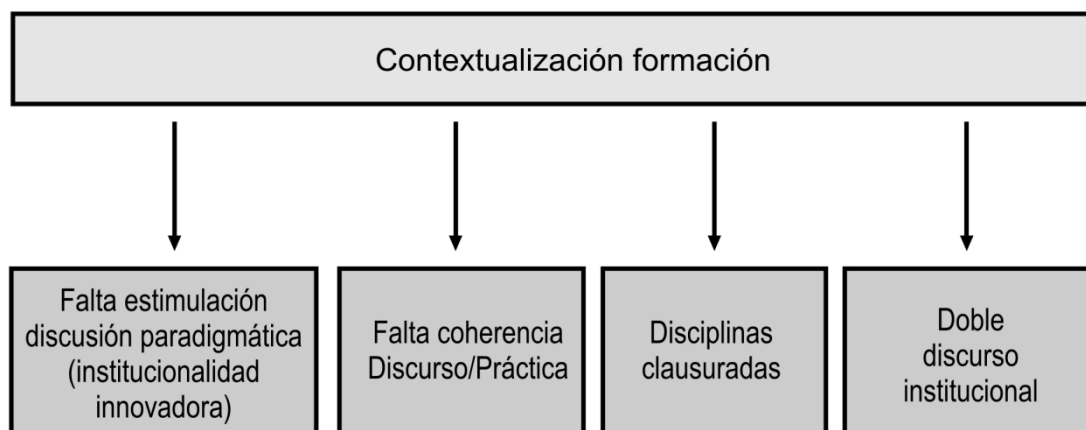 Contextualización formación
Falta estimulación
discusión paradigmática
(institucionalidad
innovadora)
Falta coherencia
Discurso/Práctica
Disciplinas
clausuradas
Doble
discurso
institucional